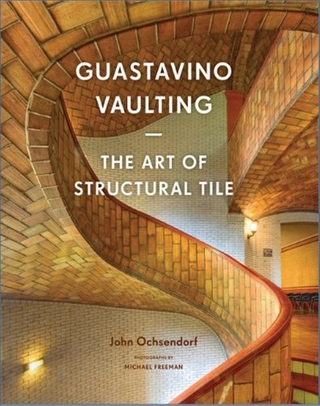 GUASTAVINO
VAULTING
—
THE ART OF
STRUCTURAL TILE
John Ochsendorf
PHOTOGRAPHS BY
MICHAEL FREEMAN